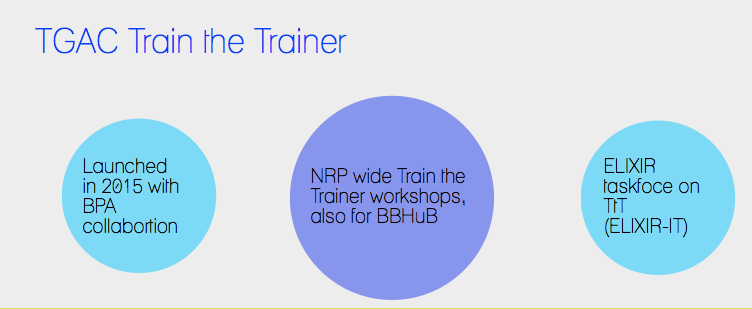 TGAC Train the Trainer
Launched
in 2015 with
BPA
collabortion
NRP wide Train the
Trainer workshops,
also for BBHuB
ELIXIR
taskfoce on
TtT
(ELIXIR-IT)